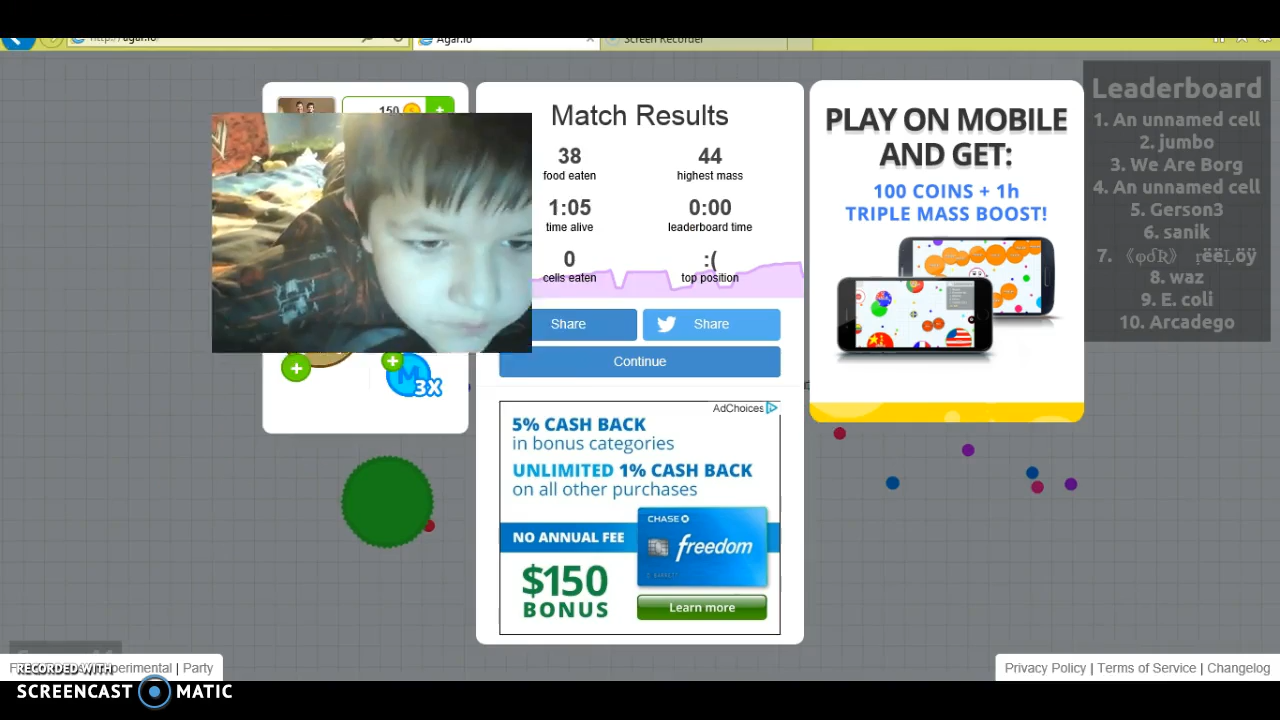 http://agar.io/
Agar.io
Screen Recorder
150
Match Results
38
food eaten
44
highest mass
1:05
time alive
0:00
leaderboard time
0
cells eaten
:(
top position
Share
Share
Continue
3X
AdChoices
5% CASH BACK
in bonus categories
UNLIMITED 1% CASH BACK
on all other purchases
NO ANNUAL FEE
$150
BONUS
CHASE
freedom
Learn more
PLAY ON MOBILE
AND GET:
100 COINS + 1h
TRIPLE MASS BOOST!
Leaderboard
1. An unnamed cell
2. jumbo
3. We Are Borg
4. An unnamed cell
5. Gerson3
6. sanik
7.
8. waz
9. E. coli
10. Arcadego
Experimental | Party
RECORDED WITH
SCREENCAST MATIC
Privacy Policy | Terms of Service | Changelog